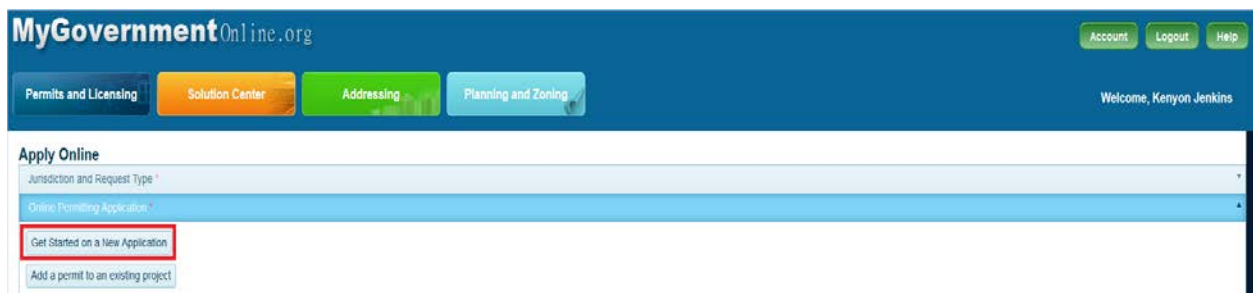 MyGovernmentOnline.org
Account Logout Help
Permits and Licensing Solution Center Addressing Planning and Zoning
Welcome, Kenyon Jenkins
Apply Online
Jurisdiction and Request Type *
Online Permitting Application *
Get Started on a New Application
Add a permit to an existing project